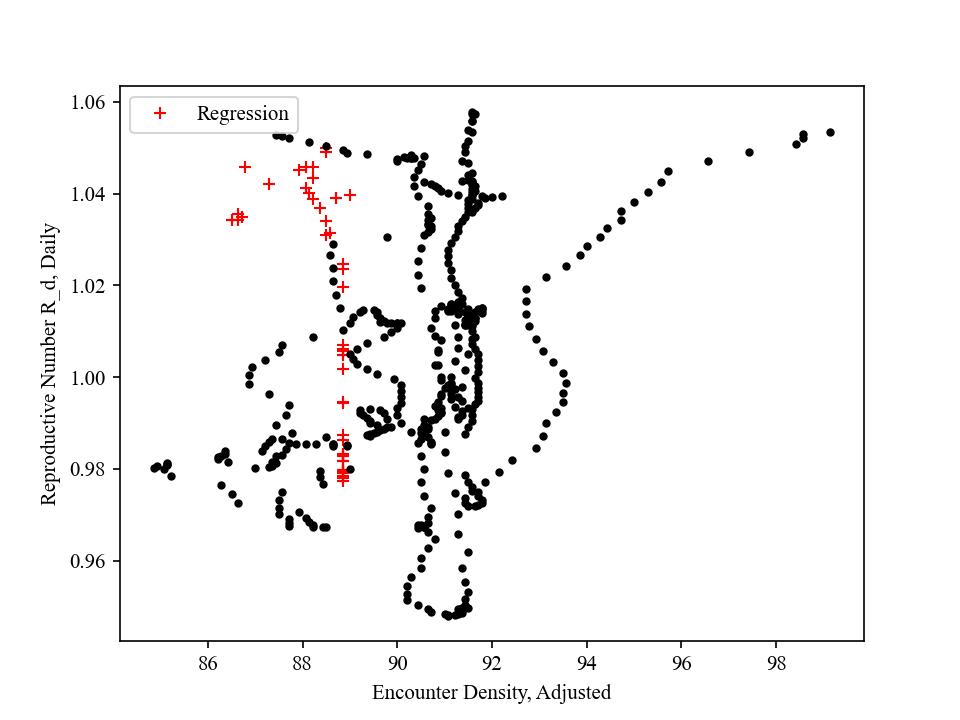 Regression
1.06
1.04
1.02
1.00
0.98
0.96
Reproductive Number R_d, Daily
86 88 90 92 94 96 98
Encounter Density, Adjusted